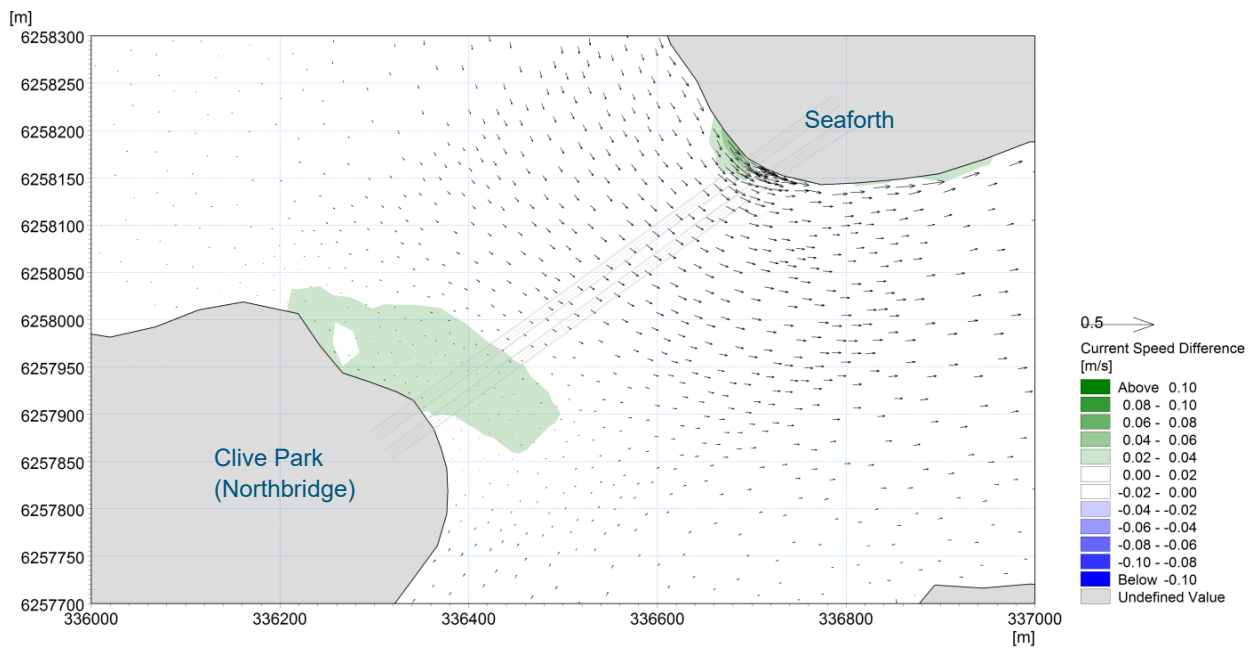 [m]
6258300
6258250
6258200
6258150
6258100
6258050
6258000
6257950
6257900
6257850
6257800
6257750
6257700
336000
336200
336400
336600
336800
337000
[m]
Seaforth
Clive Park
(Northbridge)
0.5
Current Speed Difference
[m/s]
Above 0.10
0.08 - 0.10
0.06 - 0.08
0.04 - 0.06
0.02 - 0.04
0.00 - 0.02
-0.02 - 0.00
-0.04 - -0.02
-0.06 - -0.04
-0.08 - -0.06
-0.10 - -0.08
Below -0.10
Undefined Value